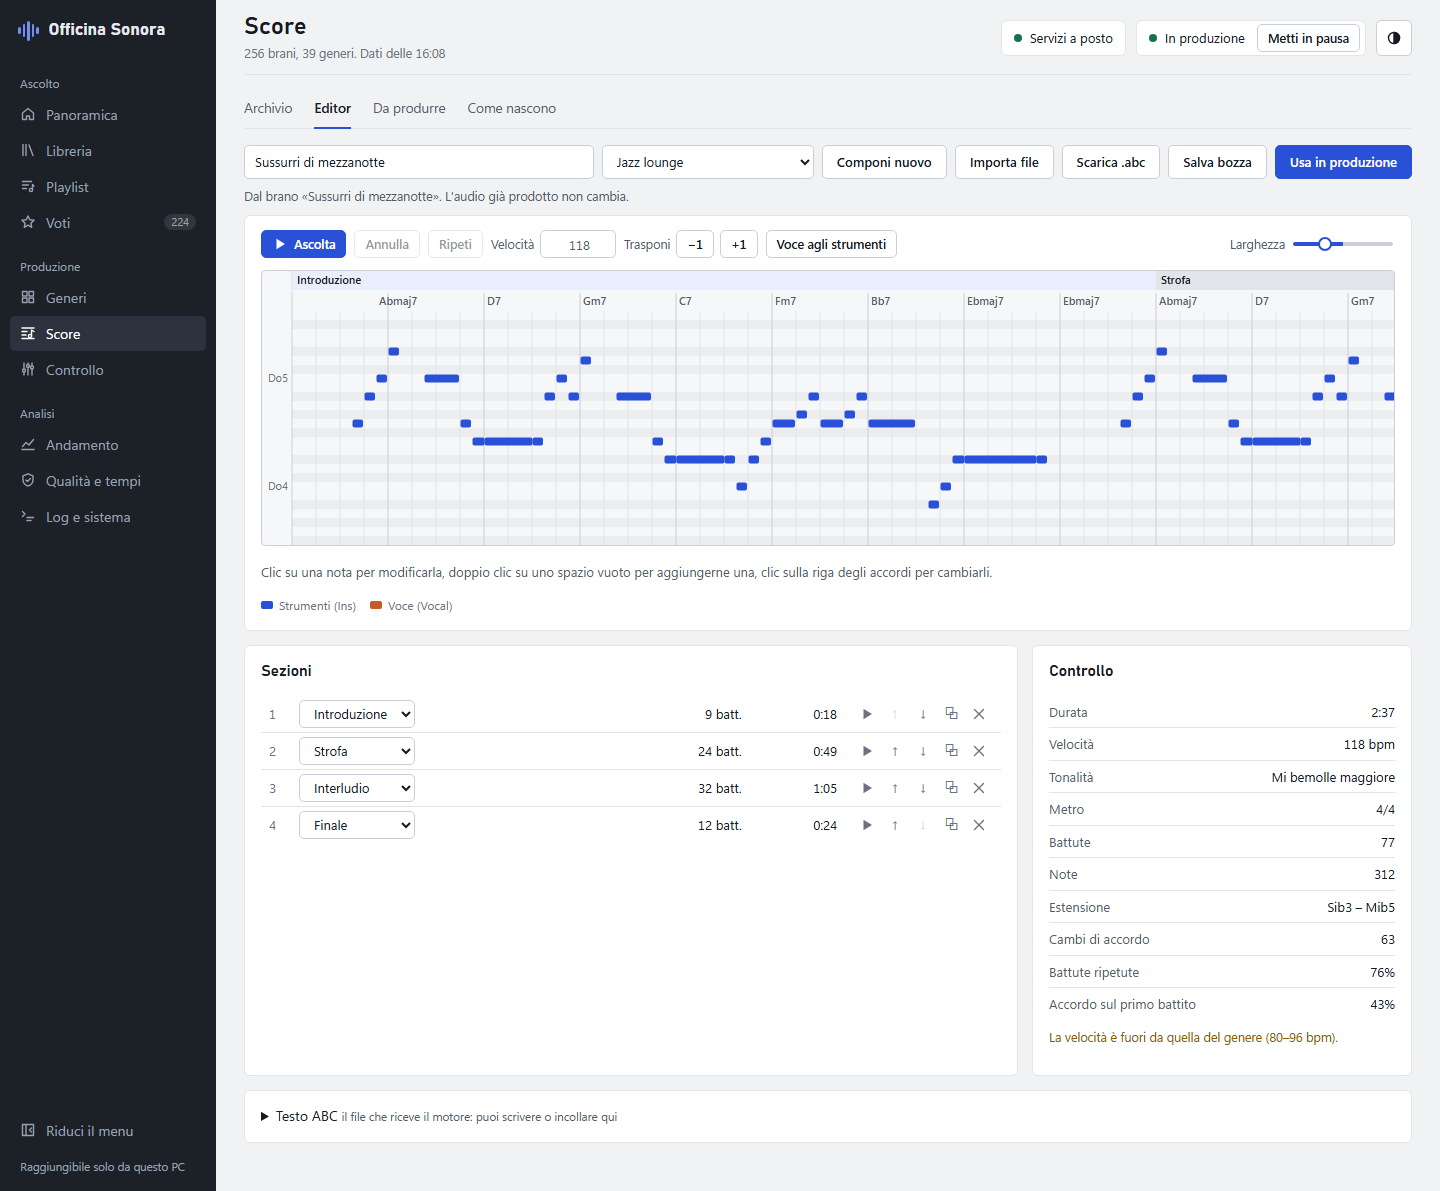 Officina Sonora
Ascolto
Panoramica
Libreria
Playlist
Voti 224
Produzione
Generi
Score
Controllo
Analisi
Andamento
Qualità e tempi
Log e sistema
Riduci il menu
Raggiungibile solo da questo PC
Score
256 brani, 39 generi. Dati delle 16:08
Servizi a posto
In produzione Metti in pausa
Archivio Editor Da produrre Come nascono
Sussurri di mezzanotte Jazz lounge Componi nuovo Importa file Scarica .abc Salva bozza Usa in produzione
Dal brano «Sussurri di mezzanotte». L'audio già prodotto non cambia.
Ascolta Annulla Ripeti Velocità 118 Trasponi −1 +1 Voce agli strumenti Larghezza
Introduzione Strofa
Abmaj7 D7 Gm7 C7 Fm7 Bb7 Ebmaj7 Ebmaj7 Abmaj7 D7 Gm7
Do5
Do4
Clic su una nota per modificarla, doppio clic su uno spazio vuoto per aggiungerne una, clic sulla riga degli accordi per cambiarli.
Strumenti (Ins) Voce (Vocal)
Sezioni
1 Introduzione 9 batt. 0:18
2 Strofa 24 batt. 0:49
3 Interludio 32 batt. 1:05
4 Finale 12 batt. 0:24
Controllo
Durata 2:37
Velocità 118 bpm
Tonalità Mi bemolle maggiore
Metro 4/4
Battute 77
Note 312
Estensione Sib3 – Mib5
Cambi di accordo 63
Battute ripetute 76%
Accordo sul primo battito 43%
La velocità è fuori da quella del genere (80–96 bpm).
Testo ABC il file che riceve il motore: puoi scrivere o incollare qui